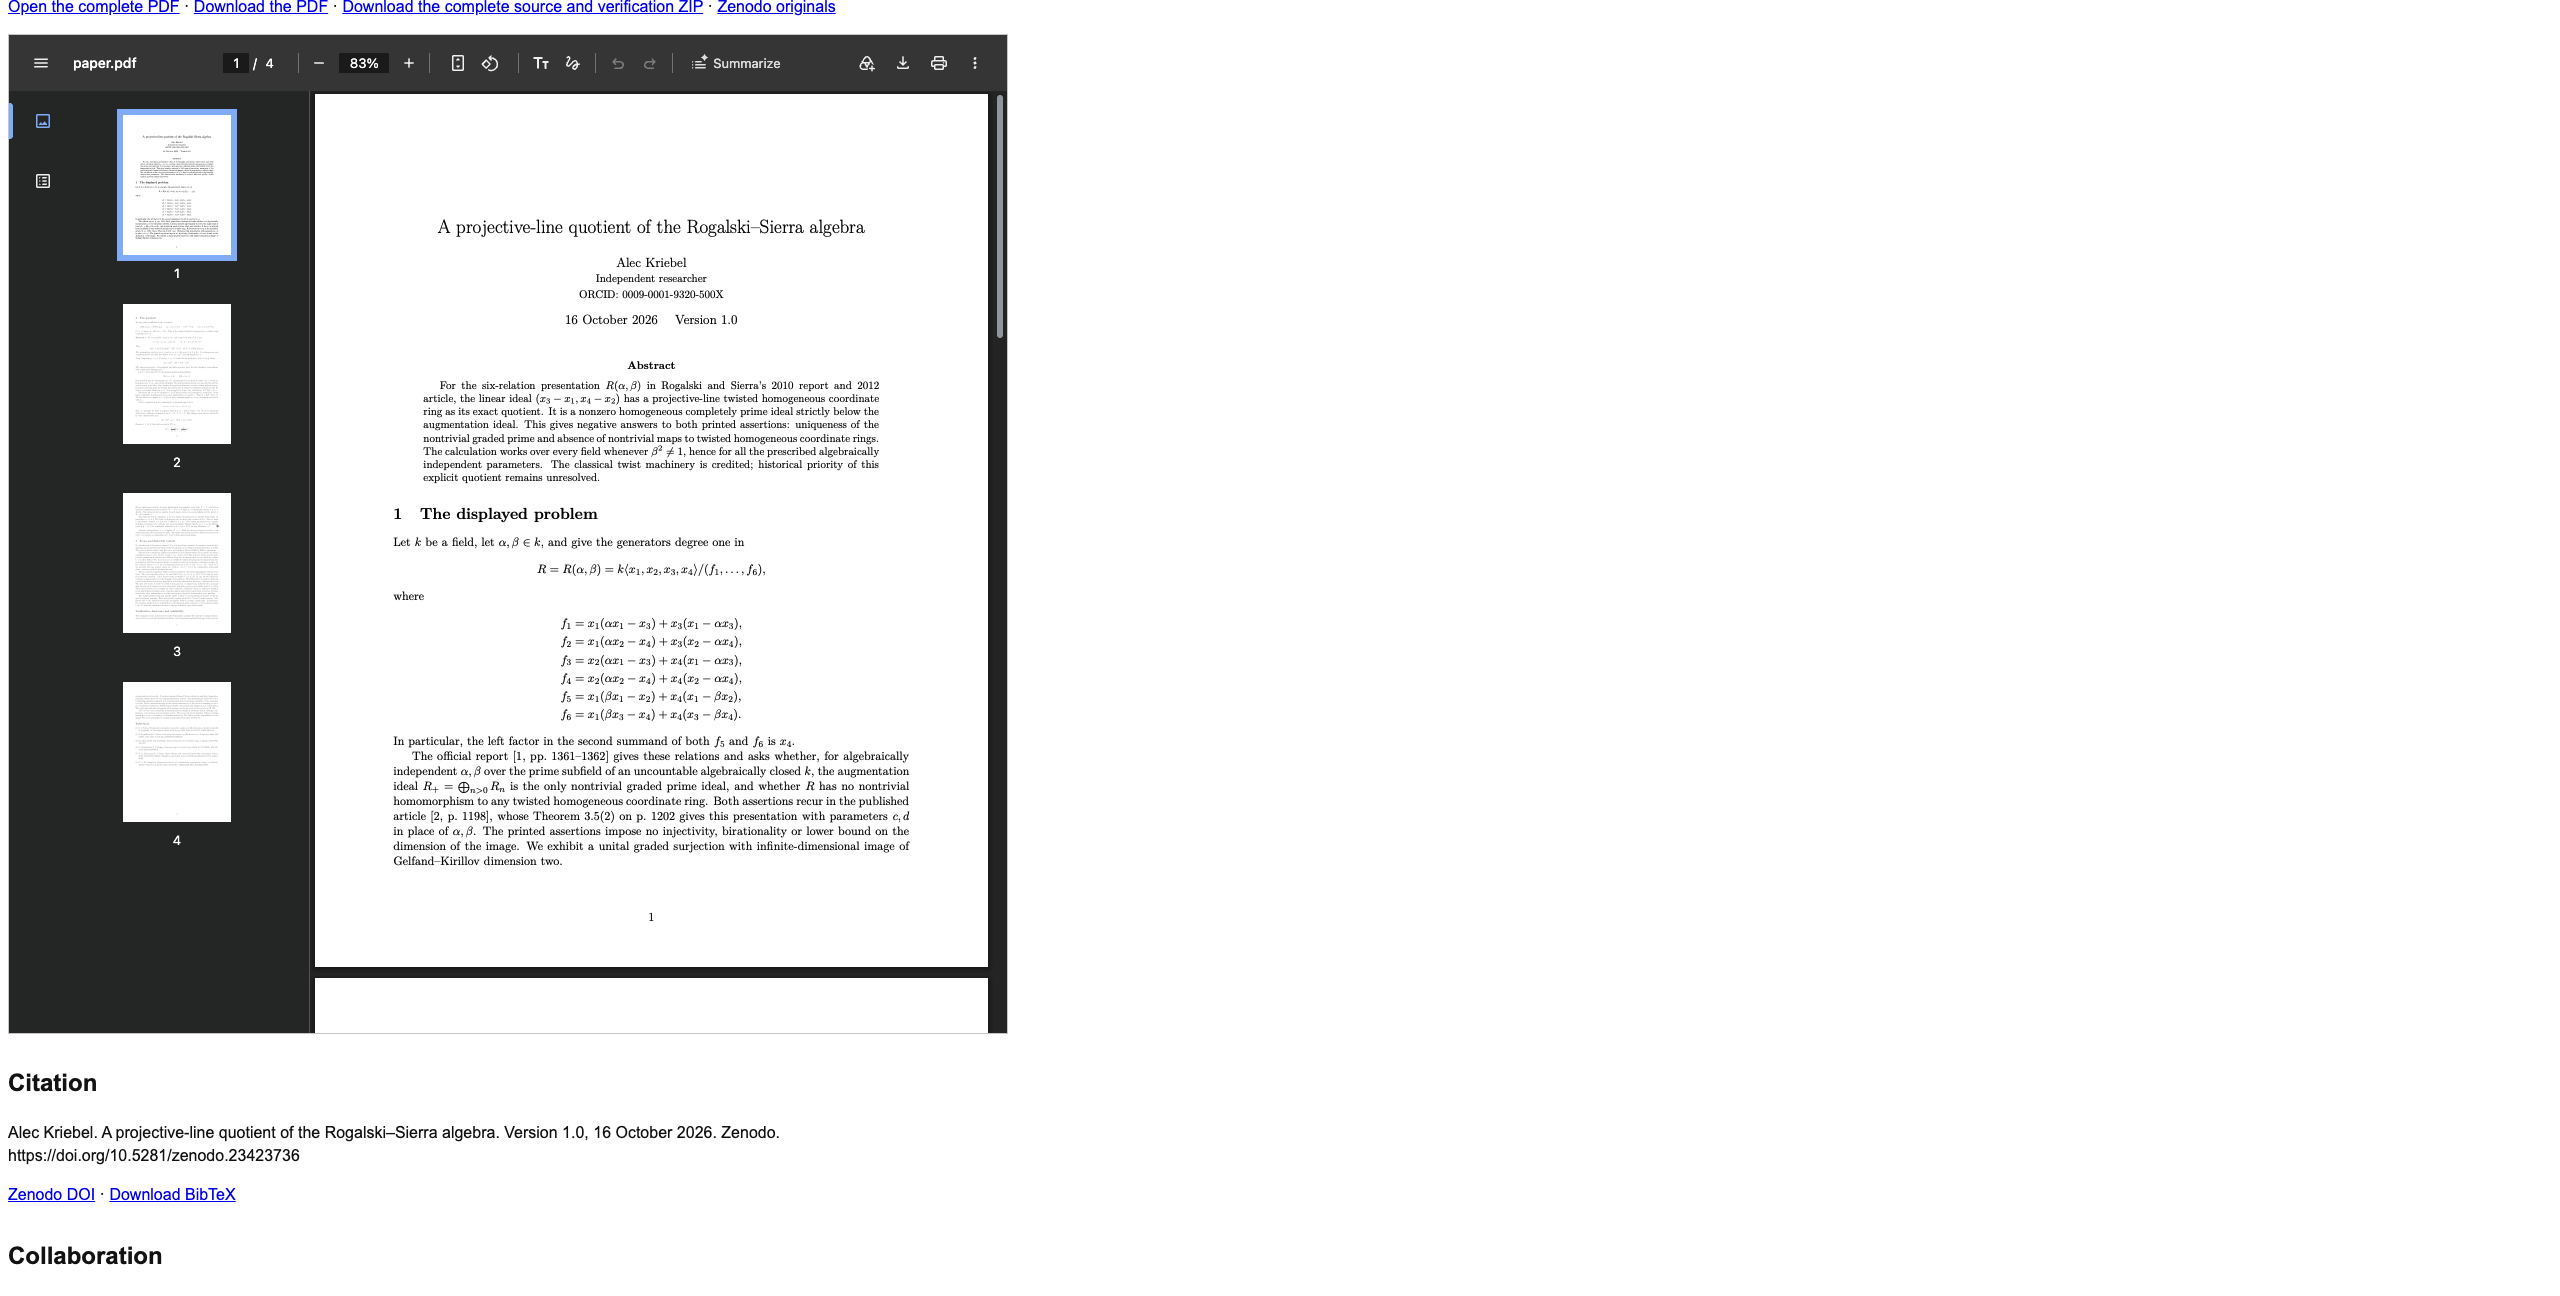 Open the complete PDF · Download the PDF · Download the complete source and verification ZIP · Zenodo originals
paper.pdf
1 / 4
83%
Summarize
1
2
3
4
A projective-line quotient of the Rogalski–Sierra algebra
Alec Kriebel
Independent researcher
ORCID: 0009-0001-9320-500X
16 October 2026 Version 1.0
Abstract
For the six-relation presentation R(α, β) in Rogalski and Sierra's 2010 report and 2012
article, the linear ideal (x₃ − x₁, x₄ − x₂) has a projective-line twisted homogeneous coordinate
ring as its exact quotient. It is a nonzero homogeneous completely prime ideal strictly below the
augmentation ideal. This gives negative answers to both printed assertions: uniqueness of the
nontrivial graded prime and absence of nontrivial maps to twisted homogeneous coordinate rings.
The calculation works over every field whenever β² ≠ 1, hence for all the prescribed algebraically
independent parameters. The classical twist machinery is credited; historical priority of this
explicit quotient remains unresolved.
1 The displayed problem
Let k be a field, let α, β ∈ k, and give the generators degree one in
R = R(α, β) = k⟨x₁, x₂, x₃, x₄⟩/(f₁, . . . , f₆),
where
f₁ = x₁(αx₁ − x₃) + x₃(x₁ − αx₃),
f₂ = x₁(αx₂ − x₄) + x₃(x₂ − αx₄),
f₃ = x₂(αx₁ − x₃) + x₄(x₁ − αx₃),
f₄ = x₂(αx₂ − x₄) + x₄(x₂ − αx₄),
f₅ = x₁(βx₁ − x₂) + x₄(x₁ − βx₂),
f₆ = x₁(βx₃ − x₄) + x₄(x₃ − βx₄).
In particular, the left factor in the second summand of both f₅ and f₆ is x₄.
The official report [1, pp. 1361–1362] gives these relations and asks whether, for algebraically
independent α, β over the prime subfield of an uncountable algebraically closed k, the augmentation
ideal R₊ = ⊕ₙ>₀ Rₙ is the only nontrivial graded prime ideal, and whether R has no nontrivial
homomorphism to any twisted homogeneous coordinate ring. Both assertions recur in the published
article [2, p. 1198], whose Theorem 3.5(2) on p. 1202 gives this presentation with parameters c, d
in place of α, β. The printed assertions impose no injectivity, birationality or lower bound on the
dimension of the image. We exhibit a unital graded surjection with infinite-dimensional image of
Gelfand–Kirillov dimension two.
1
Citation
Alec Kriebel. A projective-line quotient of the Rogalski–Sierra algebra. Version 1.0, 16 October 2026. Zenodo.
https://doi.org/10.5281/zenodo.23423736
Zenodo DOI · Download BibTeX
Collaboration